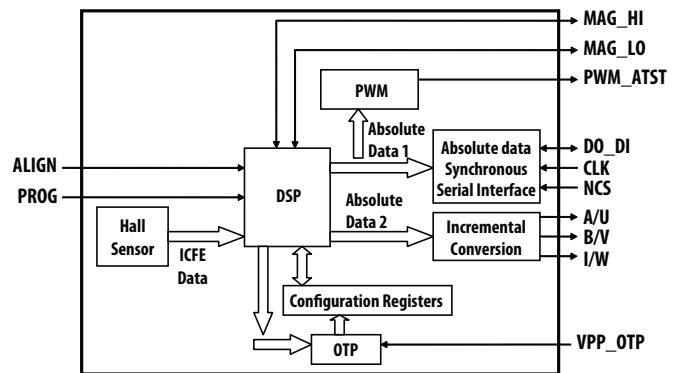 MAG_HI
MAG_LO
PWM_ATST
PWM
Absolute
Data 1
Absolute data
Synchronous
Serial Interface
DO_DI
CLK
NCS
ALIGN
PROG
DSP
Hall
Sensor
ICFE
Data
Absolute
Data 2
Incremental
Conversion
A/U
B/V
I/W
Configuration Registers
OTP
VPP_OTP